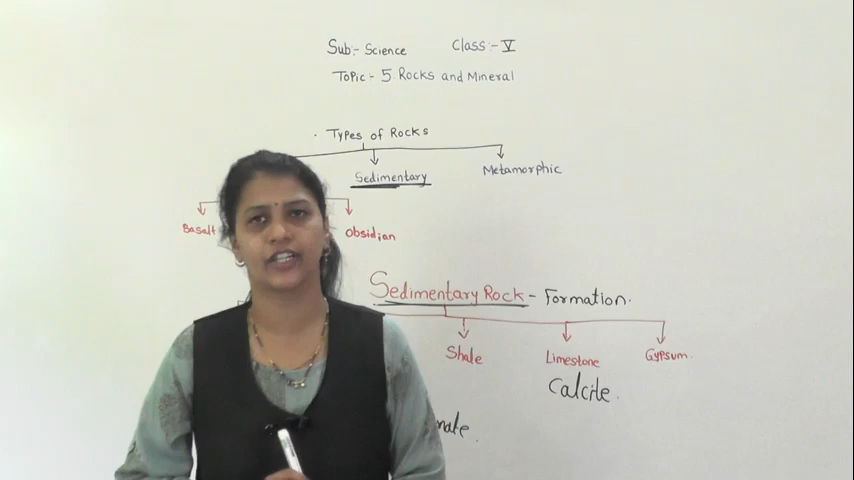 Sub:- Science Class:- V
Topic:- 5 Rocks and Mineral
Types of Rocks
Sedimentary Metamorphic
Basalt Obsidian
Sedimentary Rock - Formation.
Shale Limestone Gypsum.
Calcite.